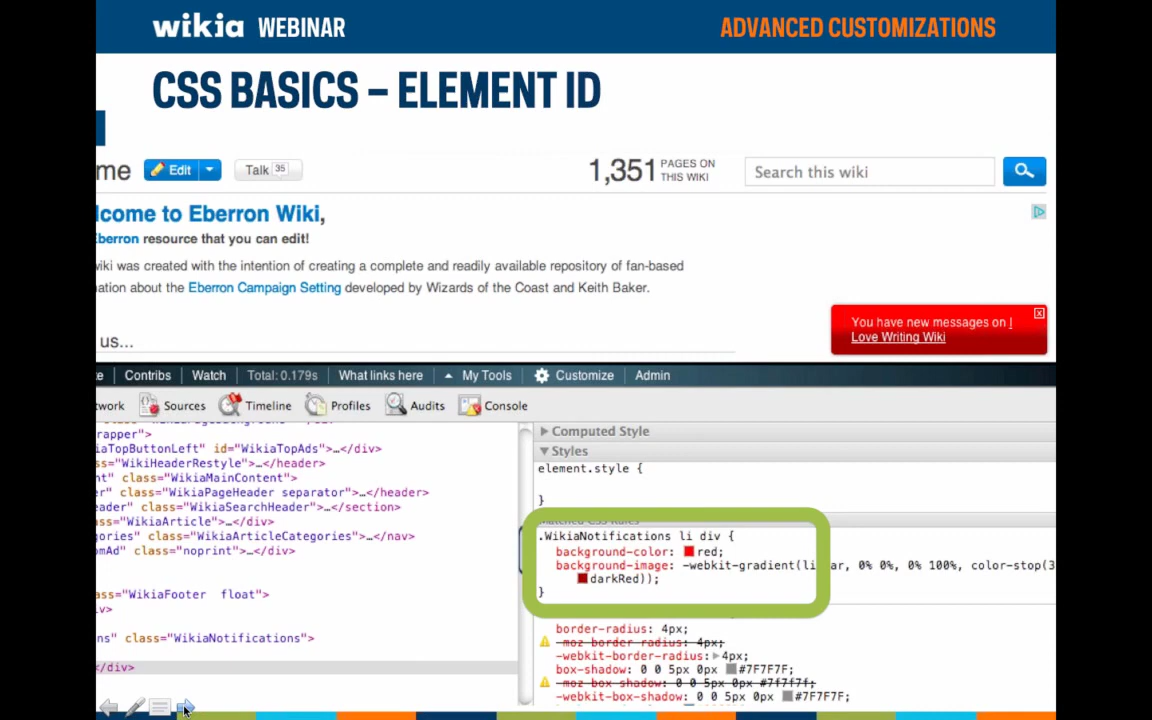 wikia WEBINAR
ADVANCED CUSTOMIZATIONS
CSS BASICS – ELEMENT ID
me Edit Talk 35
1,351 PAGES ON
THIS WIKI
Search this wiki
lcome to Eberron Wiki,
berron resource that you can edit!
wiki was created with the intention of creating a complete and readily available repository of fan-based
ation about the Eberron Campaign Setting developed by Wizards of the Coast and Keith Baker.
You have new messages on I
Love Writing Wiki
us...
e Contribs Watch Total: 0.179s What links here My Tools Customize Admin
twork Sources Timeline Profiles Audits Console
rapper">
iaTopButtonLeft" id="WikiaTopAds">…</div>
ss="WikiHeaderRestyle">…</header>
nt" class="WikiaMainContent">
er" class="WikiaPageHeader separator">…</header>
eader" class="WikiaSearchHeader">…</section>
ass="WikiaArticle">…</div>
gories" class="WikiaArticleCategories">…</nav>
omAd" class="noprint">…</div>
ass="WikiaFooter float">
iv>
ns" class="WikiaNotifications">
</div>
Computed Style
Styles
element.style {
}
Matched CSS Rules
.WikiaNotifications li div {
background-color: red;
background-image: -webkit-gradient(li ar, 0% 0%, 0% 100%, color-stop(3
darkRed));
}
border-radius: 4px;
-moz-border-radius: 4px;
-webkit-border-radius: 4px;
box-shadow: 0 0 5px 0px #7F7F7F;
-moz-box-shadow: 0 0 5px 0px #7f7f7f;
-webkit-box-shadow: 0 0 5px 0px #7F7F7F;